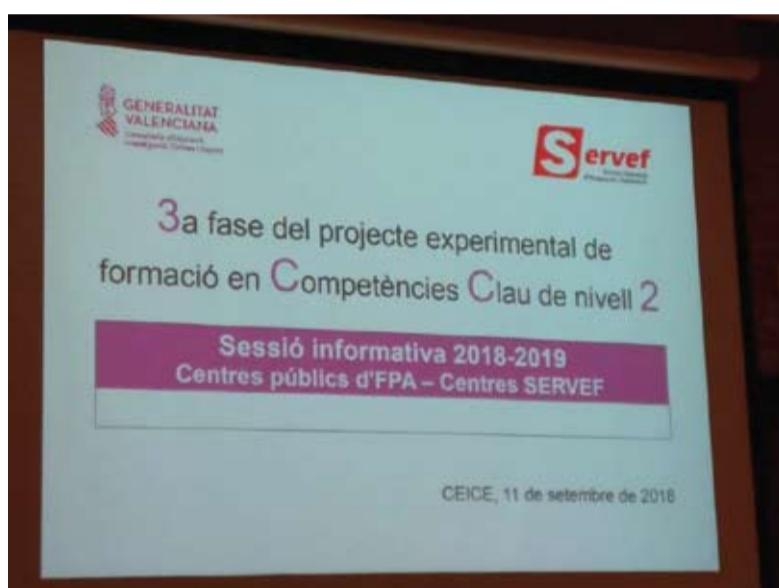 GENERALITAT
VALENCIANA
Servef
3a fase del projecte experimental de
formació en Competències Clau de nivell 2
Sessió informativa 2018-2019
Centres públics d'FPA – Centres SERVEF
CEICE, 11 de setembre de 2018